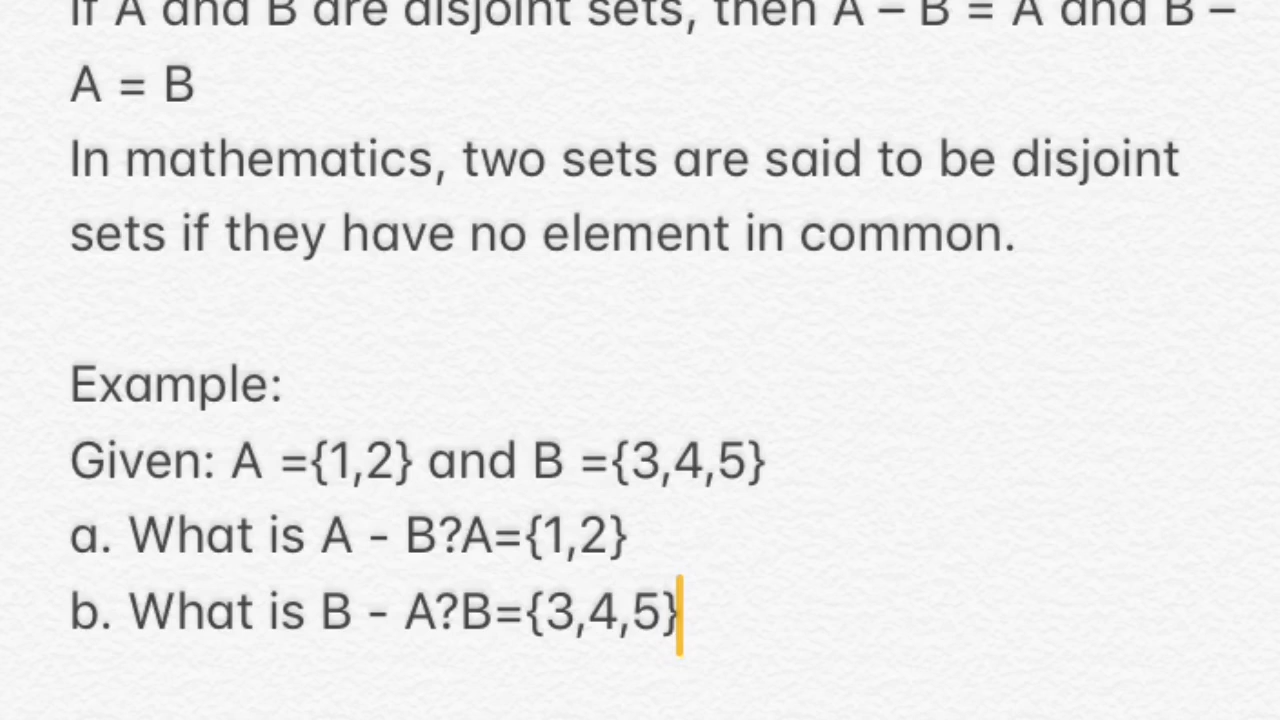 If A and B are disjoint sets, then A – B = A and B –
A = B
In mathematics, two sets are said to be disjoint
sets if they have no element in common.
Example:
Given: A ={1,2} and B ={3,4,5}
a. What is A - B?A={1,2}
b. What is B - A?B={3,4,5}